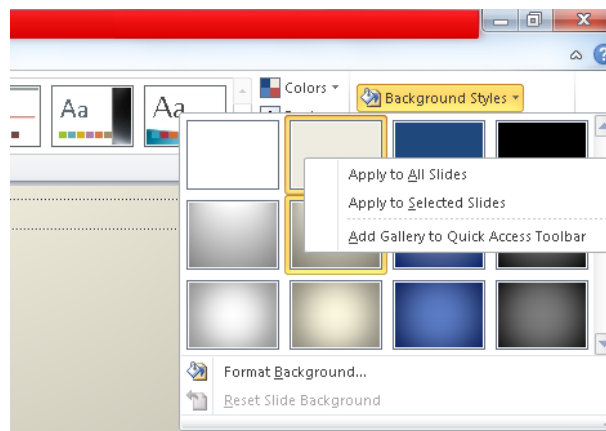 Colors
Aa
Aa
Background Styles
Apply to All Slides
Apply to Selected Slides
Add Gallery to Quick Access Toolbar
Format Background...
Reset Slide Background